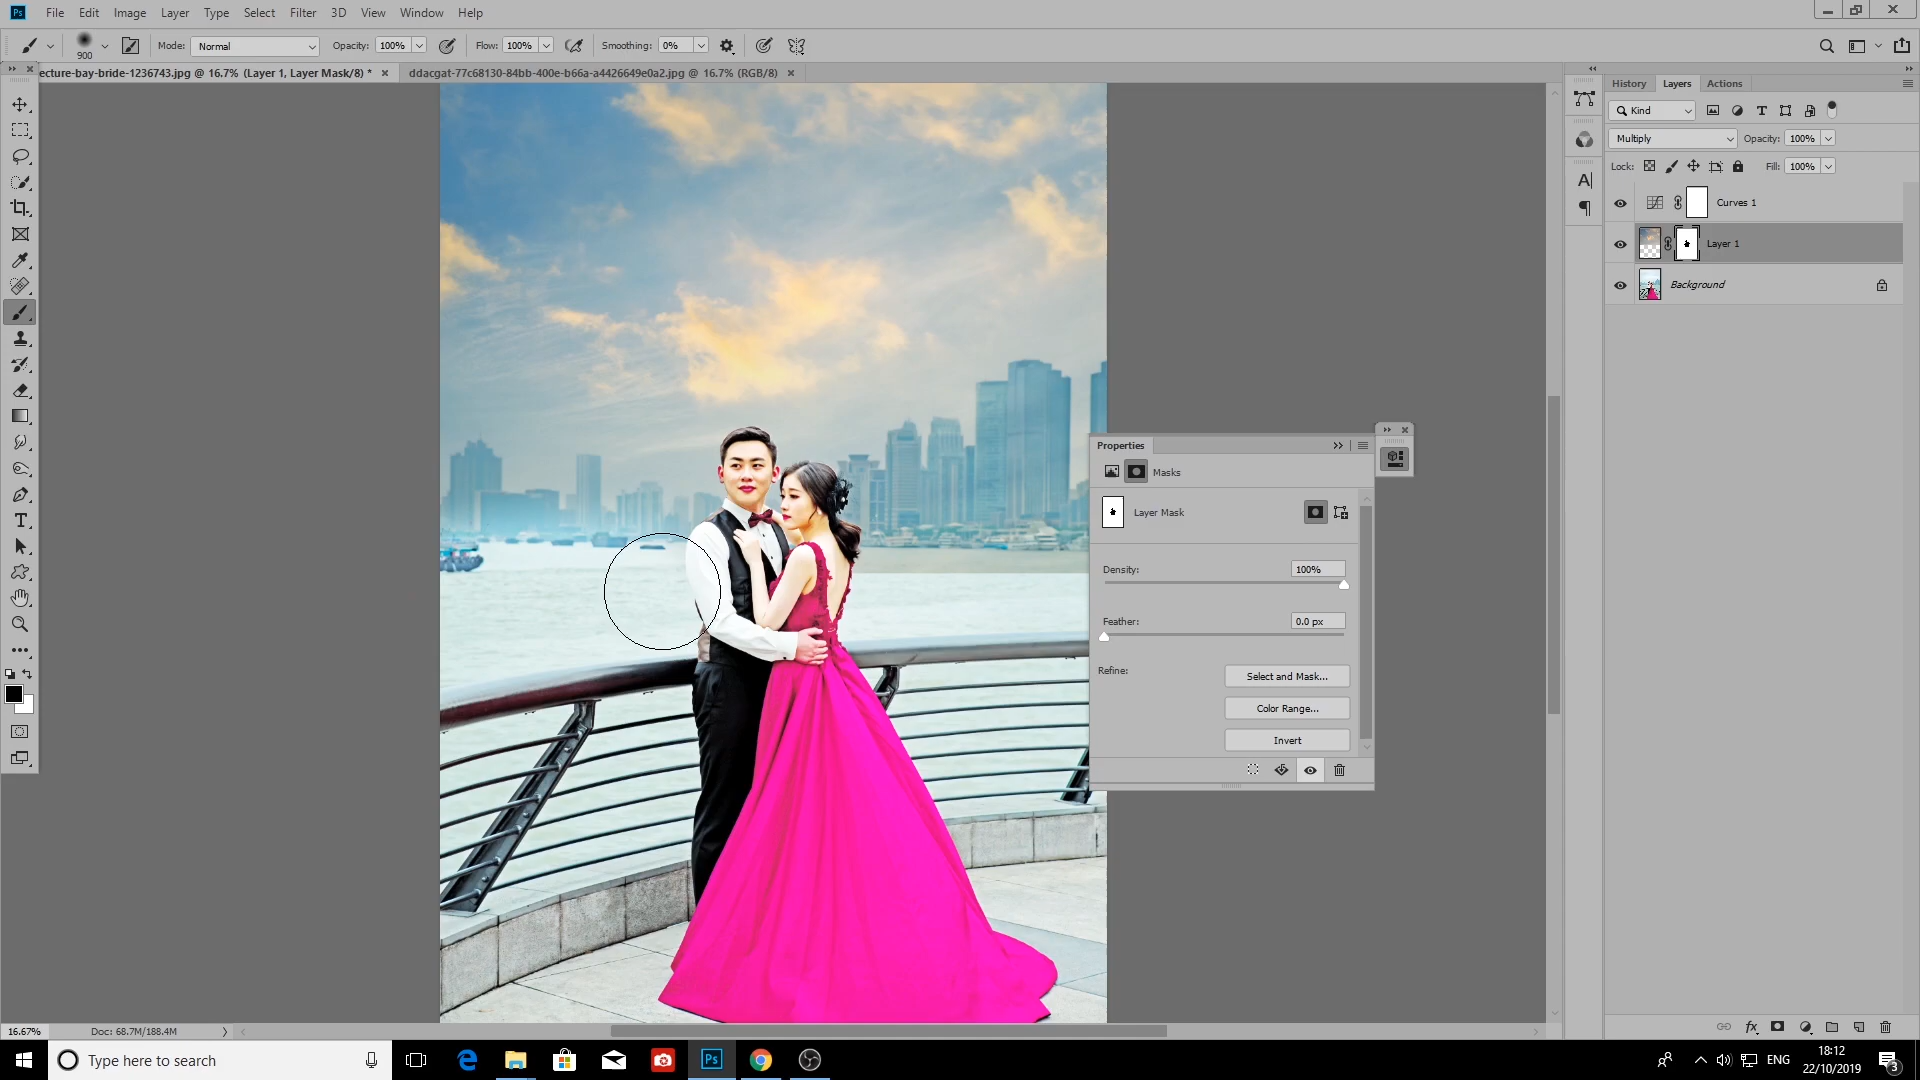 Ps File Edit Image Layer Type Select Filter 3D View Window Help
900 Mode: Normal Opacity: 100% Flow: 100% Smoothing: 0%
ecture-bay-bride-1236743.jpg @ 16.7% (Layer 1, Layer Mask/8) * ddacgat-77c68130-84bb-400e-b66a-a4426649e0a2.jpg @ 16.7% (RGB/8)
History Layers Actions
Kind
Multiply Opacity: 100%
Lock: Fill: 100%
Curves 1
Layer 1
Background
Properties
Masks
Layer Mask
Density: 100%
Feather: 0.0 px
Refine: Select and Mask...
Color Range...
Invert
16.67% Doc: 68.7M/188.4M
Type here to search
Ps
ENG
18:12
22/10/2019
3